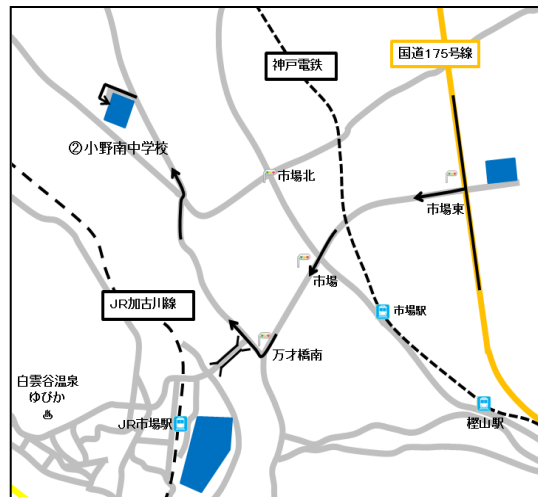 国道175号線
神戸電鉄
②小野南中学校
市場北
市場東
市場
JR加古川線
市場駅
万才橋南
白雲谷温泉
ゆぴか
JR市場駅
樫山駅